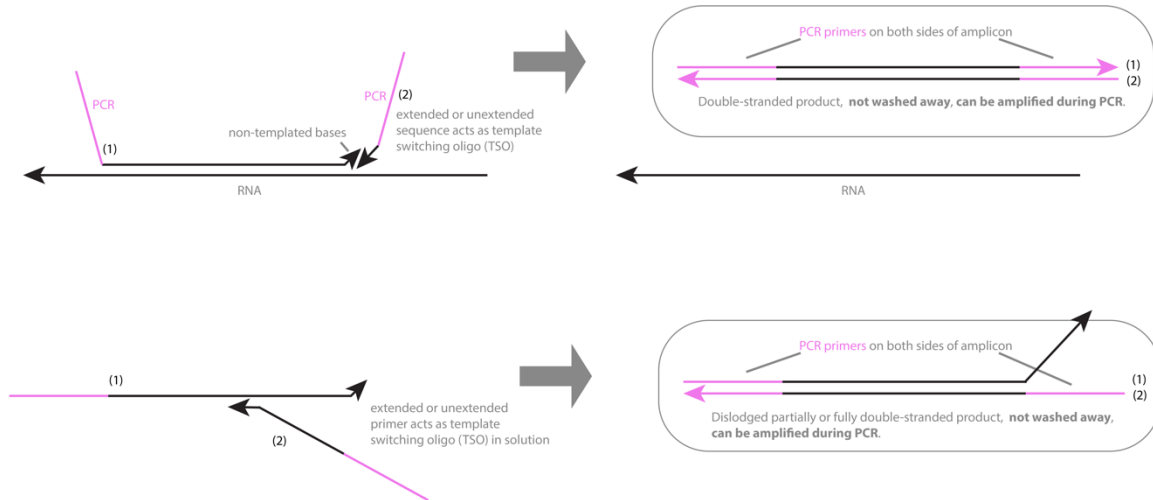 PCR
(1)
non-templated bases
PCR
(2)
extended or unextended
sequence acts as template
switching oligo (TSO)
RNA
PCR primers on both sides of amplicon
(1)
(2)
Double-stranded product, not washed away, can be amplified during PCR.
RNA
(1)
(2)
extended or unextended
primer acts as template
switching oligo (TSO) in solution
PCR primers on both sides of amplicon
(1)
(2)
Dislodged partially or fully double-stranded product, not washed away,
can be amplified during PCR.